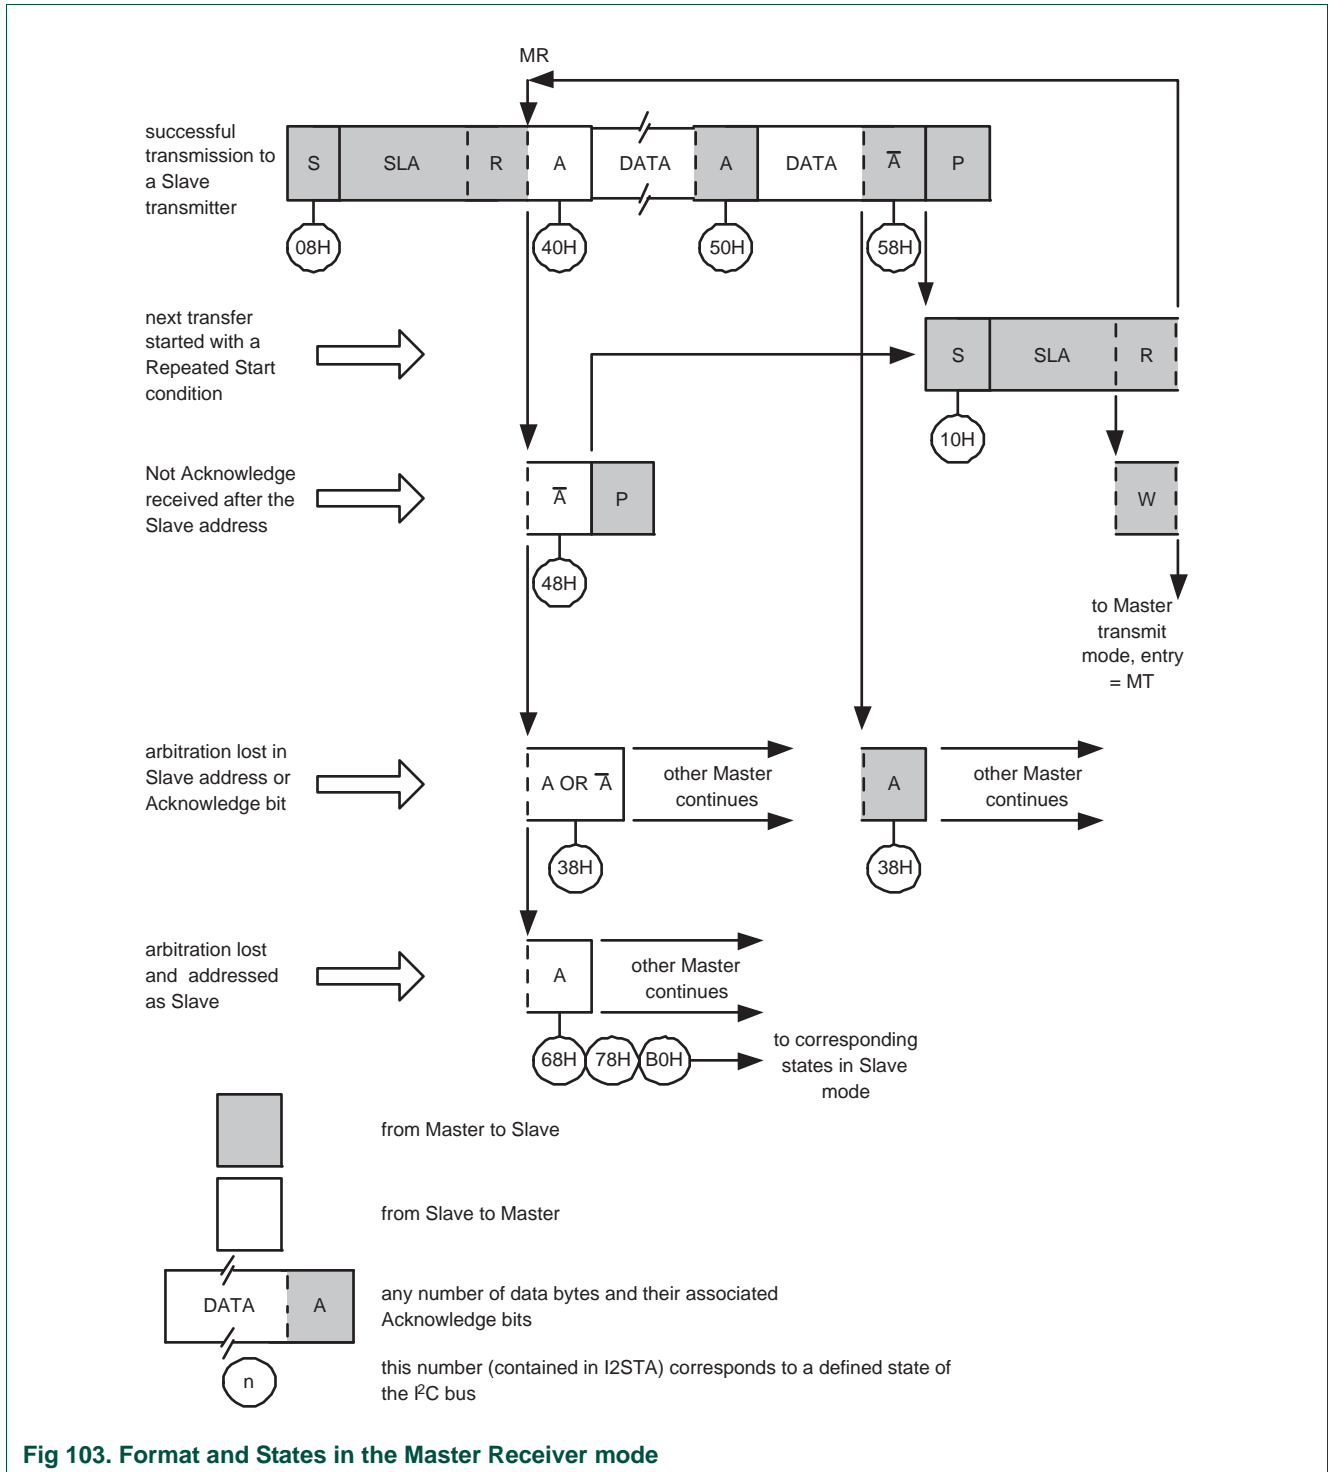 MR
successful
transmission to
a Slave
transmitter
S SLA R A DATA A DATA A̅ P
08H 40H 50H 58H
next transfer
started with a
Repeated Start
condition
S SLA R
10H
Not Acknowledge
received after the
Slave address
A̅ P
W
48H
to Master
transmit
mode, entry
= MT
arbitration lost in
Slave address or
Acknowledge bit
A OR A̅
other Master
continues
A
other Master
continues
38H
38H
arbitration lost
and addressed
as Slave
A
other Master
continues
68H 78H B0H
to corresponding
states in Slave
mode
from Master to Slave
from Slave to Master
DATA A
any number of data bytes and their associated
Acknowledge bits
n
this number (contained in I2STA) corresponds to a defined state of
the I²C bus
Fig 103. Format and States in the Master Receiver mode